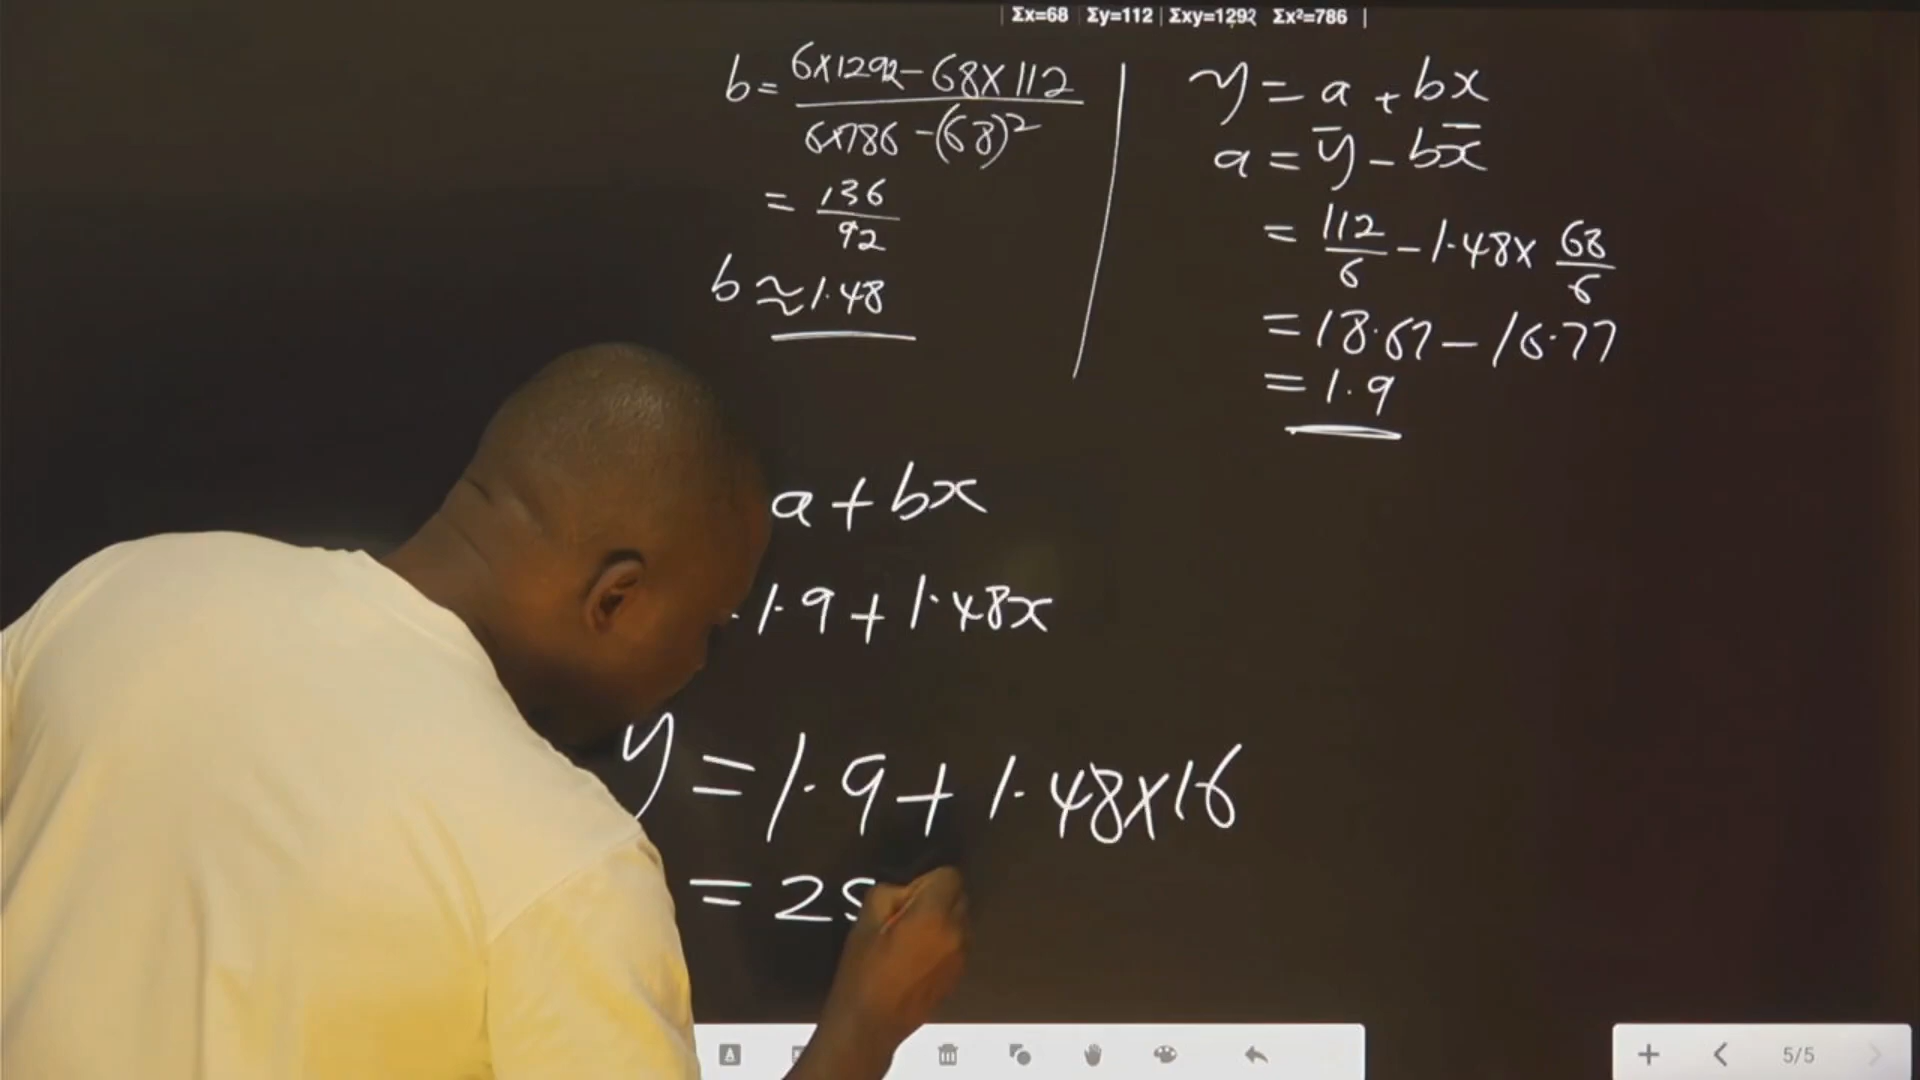 Σx=68 Σy=112 Σxy=1292 Σx²=786
b = (6x1292 - 68x112) / (6x786 - (68)²)
= 136/92
b ≈ 1.48
y = a + bx
a = ȳ - bx̄
= 112/6 - 1.48x 68/6
= 18.67 - 16.77
= 1.9
a + bx
1.9 + 1.48x
y = 1.9 + 1.48x16
= 2
5/5